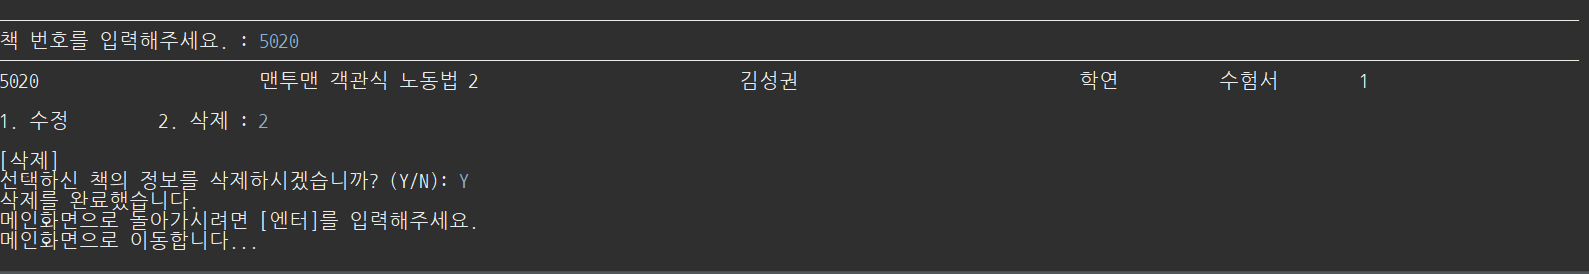 책 번호를 입력해주세요. : 5020
5020 맨투맨 객관식 노동법 2 김성권 학연 수험서 1
1. 수정 2. 삭제 : 2
[삭제]
선택하신 책의 정보를 삭제하시겠습니까? (Y/N): Y
삭제를 완료했습니다.
메인화면으로 돌아가시려면 [엔터]를 입력해주세요.
메인화면으로 이동합니다...